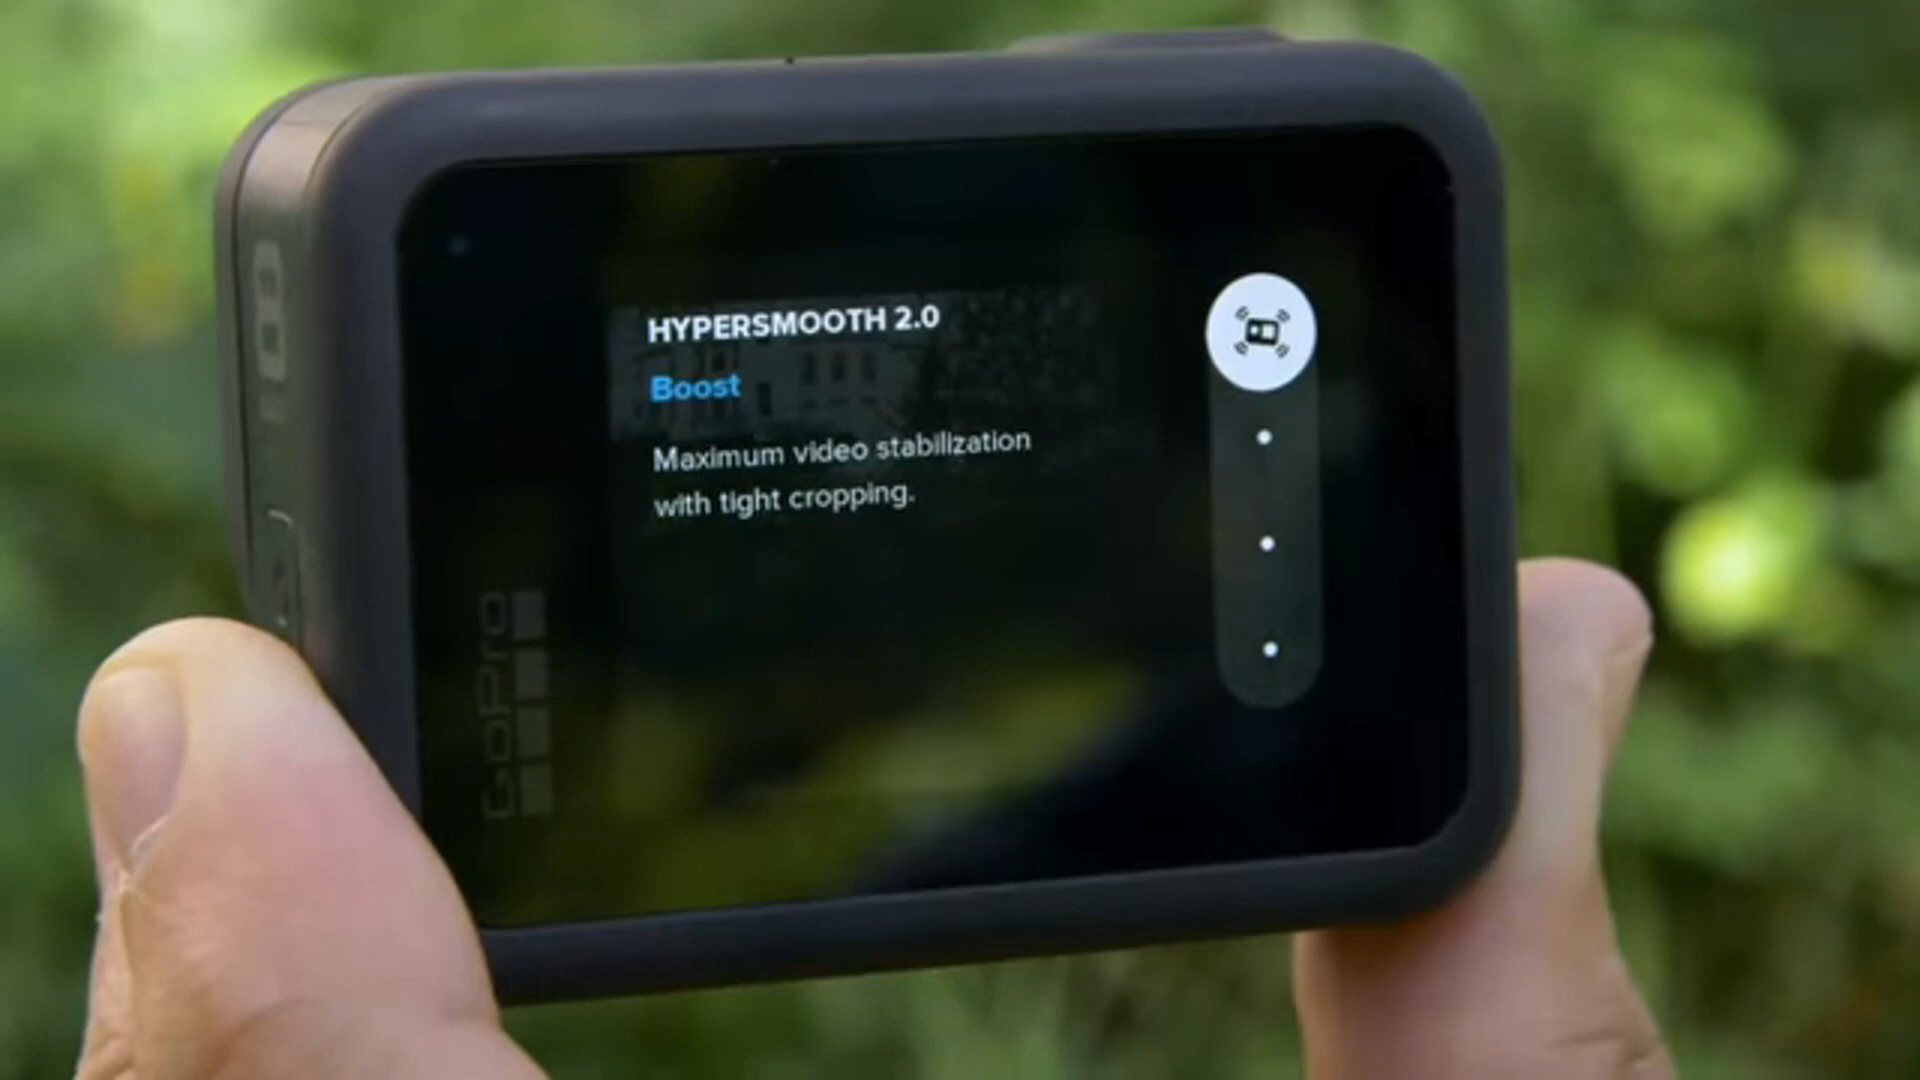 HYPERSMOOTH 2.0
Boost
Maximum video stabilization
with tight cropping.
GoPro